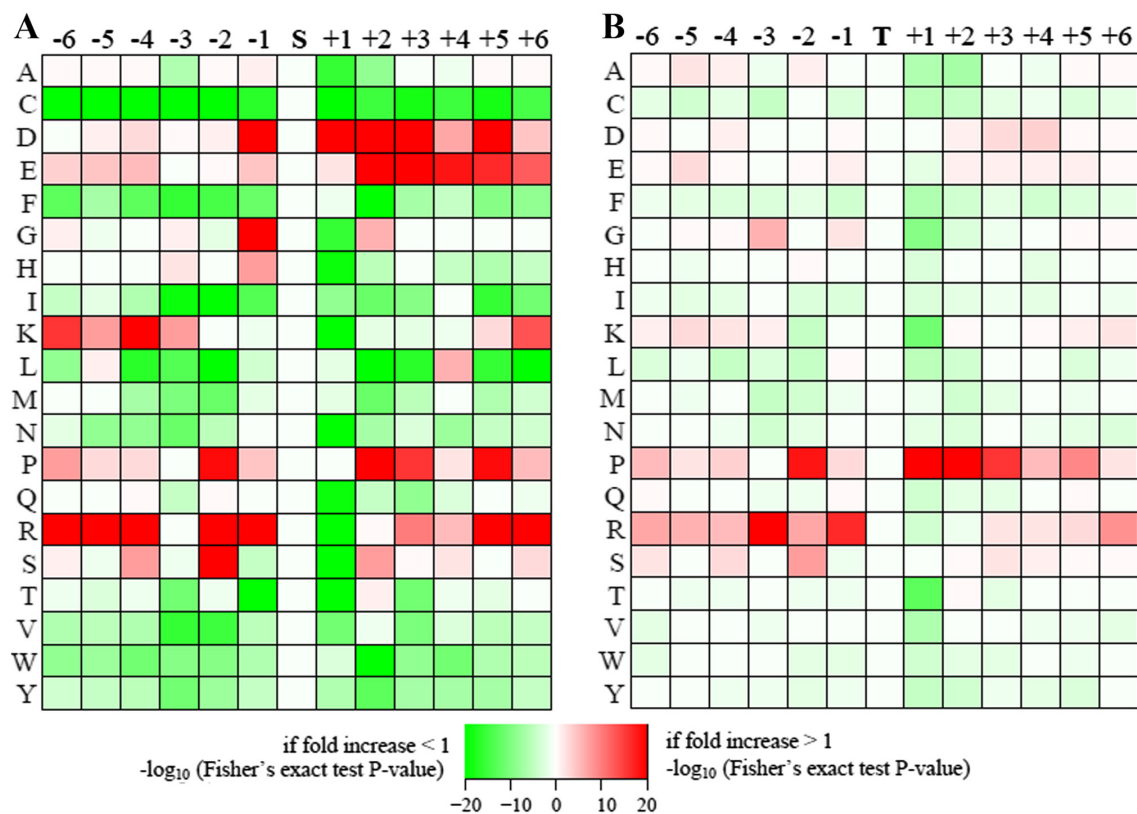 A B
-6 -5 -4 -3 -2 -1 S +1 +2 +3 +4 +5 +6
-6 -5 -4 -3 -2 -1 T +1 +2 +3 +4 +5 +6
A A
C C
D D
E E
F F
G G
H H
I I
K K
L L
M M
N N
P P
Q Q
R R
S S
T T
V V
W W
Y Y
if fold increase < 1
-log10 (Fisher's exact test P-value)
if fold increase > 1
-log10 (Fisher's exact test P-value)
−20 −10 0 10 20